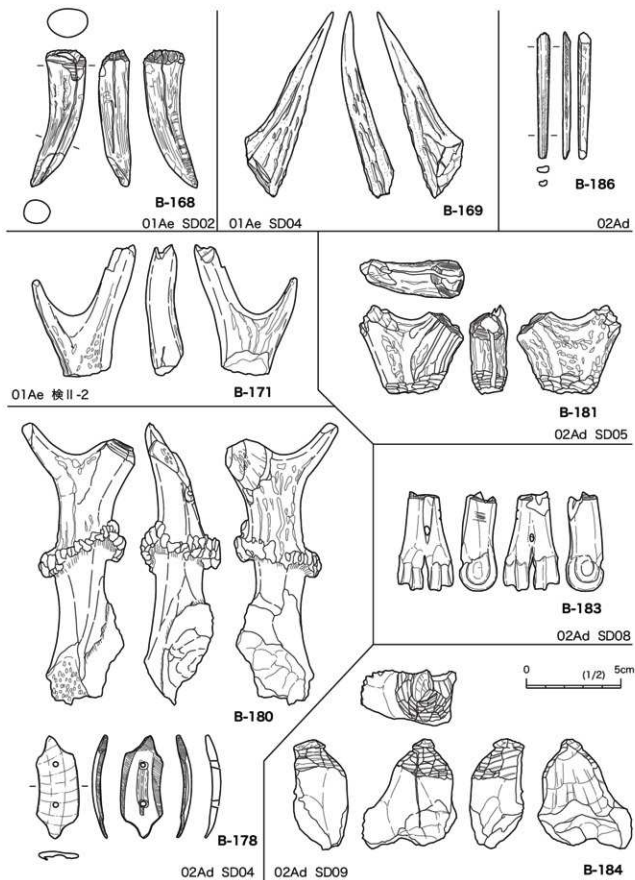 B-168
01Ae SD02
B-169
01Ae SD04
B-186
02Ad
B-171
01Ae 検Ⅱ-2
B-181
02Ad SD05
B-180
B-183
02Ad SD08
0 (1/2) 5cm
B-178
02Ad SD04
B-184
02Ad SD09